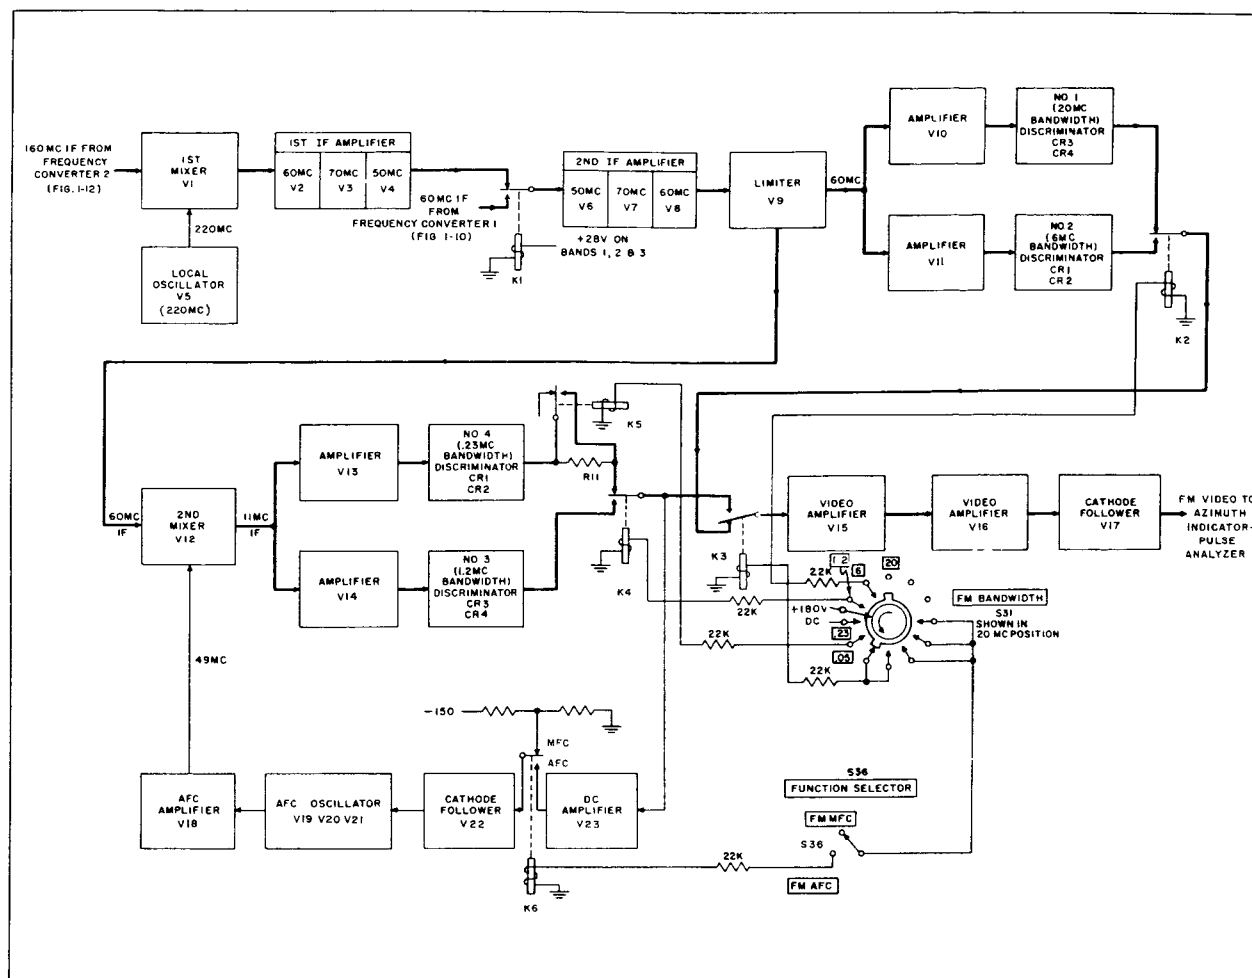 160MC IF FROM
FREQUENCY
CONVERTER 2
(FIG. 1-12)
1ST
MIXER
V1
220MC
LOCAL
OSCILLATOR
V5
(220MC)
1ST IF AMPLIFIER
60MC
V2
70MC
V3
50MC
V4
60MC IF
FROM
FREQUENCY CONVERTER 1
(FIG 1-10)
+28V ON
BANDS 1, 2 & 3
K1
2ND IF AMPLIFIER
50MC
V6
70MC
V7
60MC
V8
LIMITER
V9
60MC
AMPLIFIER
V10
NO 1
(20MC
BANDWIDTH)
DISCRIMINATOR
CR3
CR4
AMPLIFIER
V11
NO.2
(6MC
BANDWIDTH)
DISCRIMINATOR
CR1
CR2
K2
60MC
IF
2ND
MIXER
V12
11MC
IF
AMPLIFIER
V13
NO 4
(.23MC
BANDWIDTH)
DISCRIMINATOR
CR1
CR2
R11
K5
AMPLIFIER
V14
NO 3
(1.2MC
BANDWIDTH)
DISCRIMINATOR
CR3
CR4
K4
K3
VIDEO
AMPLIFIER
V15
VIDEO
AMPLIFIER
V16
CATHODE
FOLLOWER
V17
FM VIDEO TO
AZIMUTH
INDICATOR-
PULSE
ANALYZER
22K
1.2
6
20
22K
+180V
DC
FM BANDWIDTH
S31
SHOWN IN
20 MC POSITION
22K
.23
.05
22K
49MC
-150
MFC
AFC
AFC
AMPLIFIER
V18
AFC OSCILLATOR
V19 V20 V21
CATHODE
FOLLOWER
V22
DC
AMPLIFIER
V23
K6
22K
S36
FUNCTION SELECTOR
FM MFC
S36
FM AFC